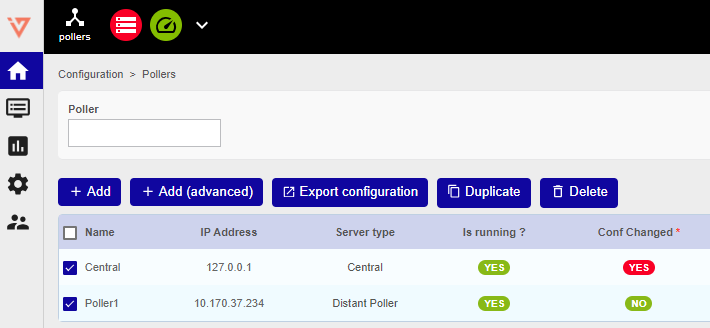 pollers
Configuration > Pollers
Poller
+ Add + Add (advanced) Export configuration Duplicate Delete
Name IP Address Server type Is running ? Conf Changed *
Central 127.0.0.1 Central YES YES
Poller1 10.170.37.234 Distant Poller YES NO